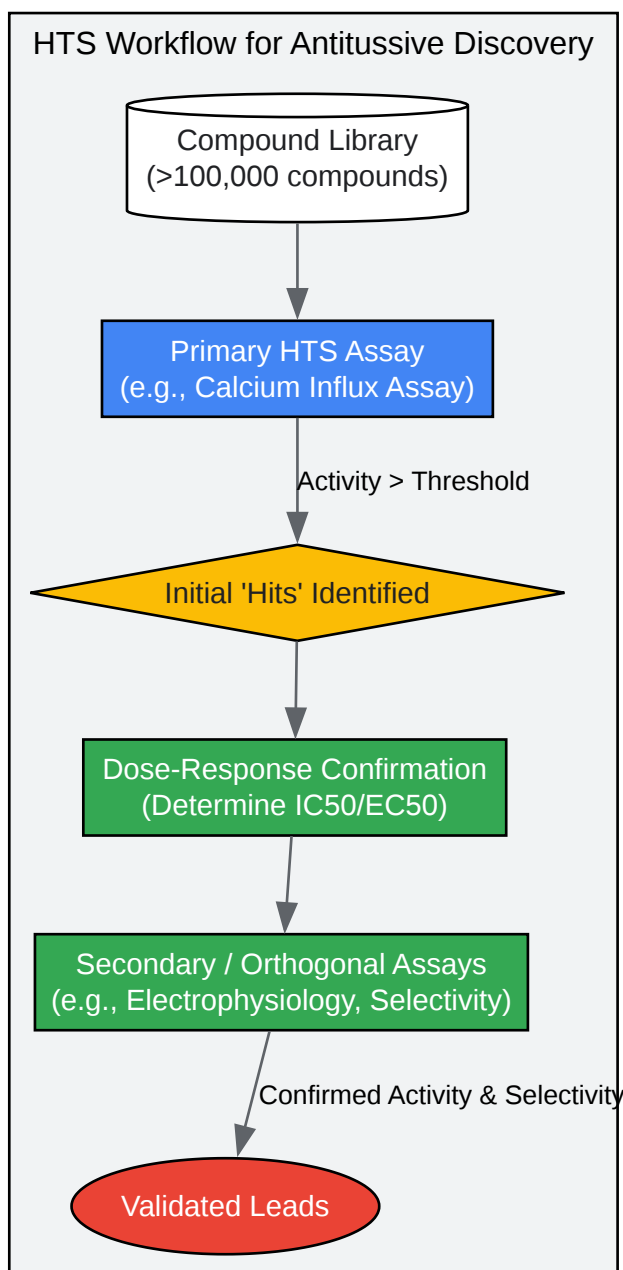 HTS Workflow for Antitussive Discovery
Compound Library
(>100,000 compounds)
Primary HTS Assay
(e.g., Calcium Influx Assay)
Activity > Threshold
Initial 'Hits' Identified
Dose-Response Confirmation
(Determine IC50/EC50)
Secondary / Orthogonal Assays
(e.g., Electrophysiology, Selectivity)
Confirmed Activity & Selectivity
Validated Leads